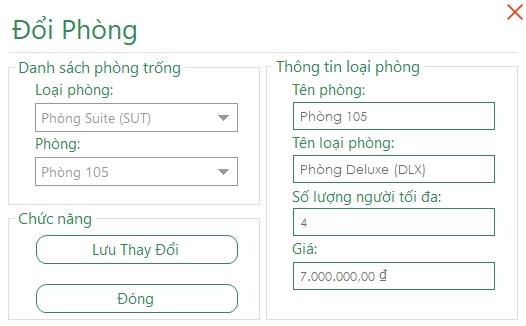 Đổi Phòng
Danh sách phòng trống
Loại phòng:
Phòng Suite (SUT)
Phòng:
Phòng 105
Chức năng
Lưu Thay Đổi
Đóng
Thông tin loại phòng
Tên phòng:
Phòng 105
Tên loại phòng:
Phòng Deluxe (DLX)
Số lượng người tối đa:
4
Giá:
7.000.000,00 ₫